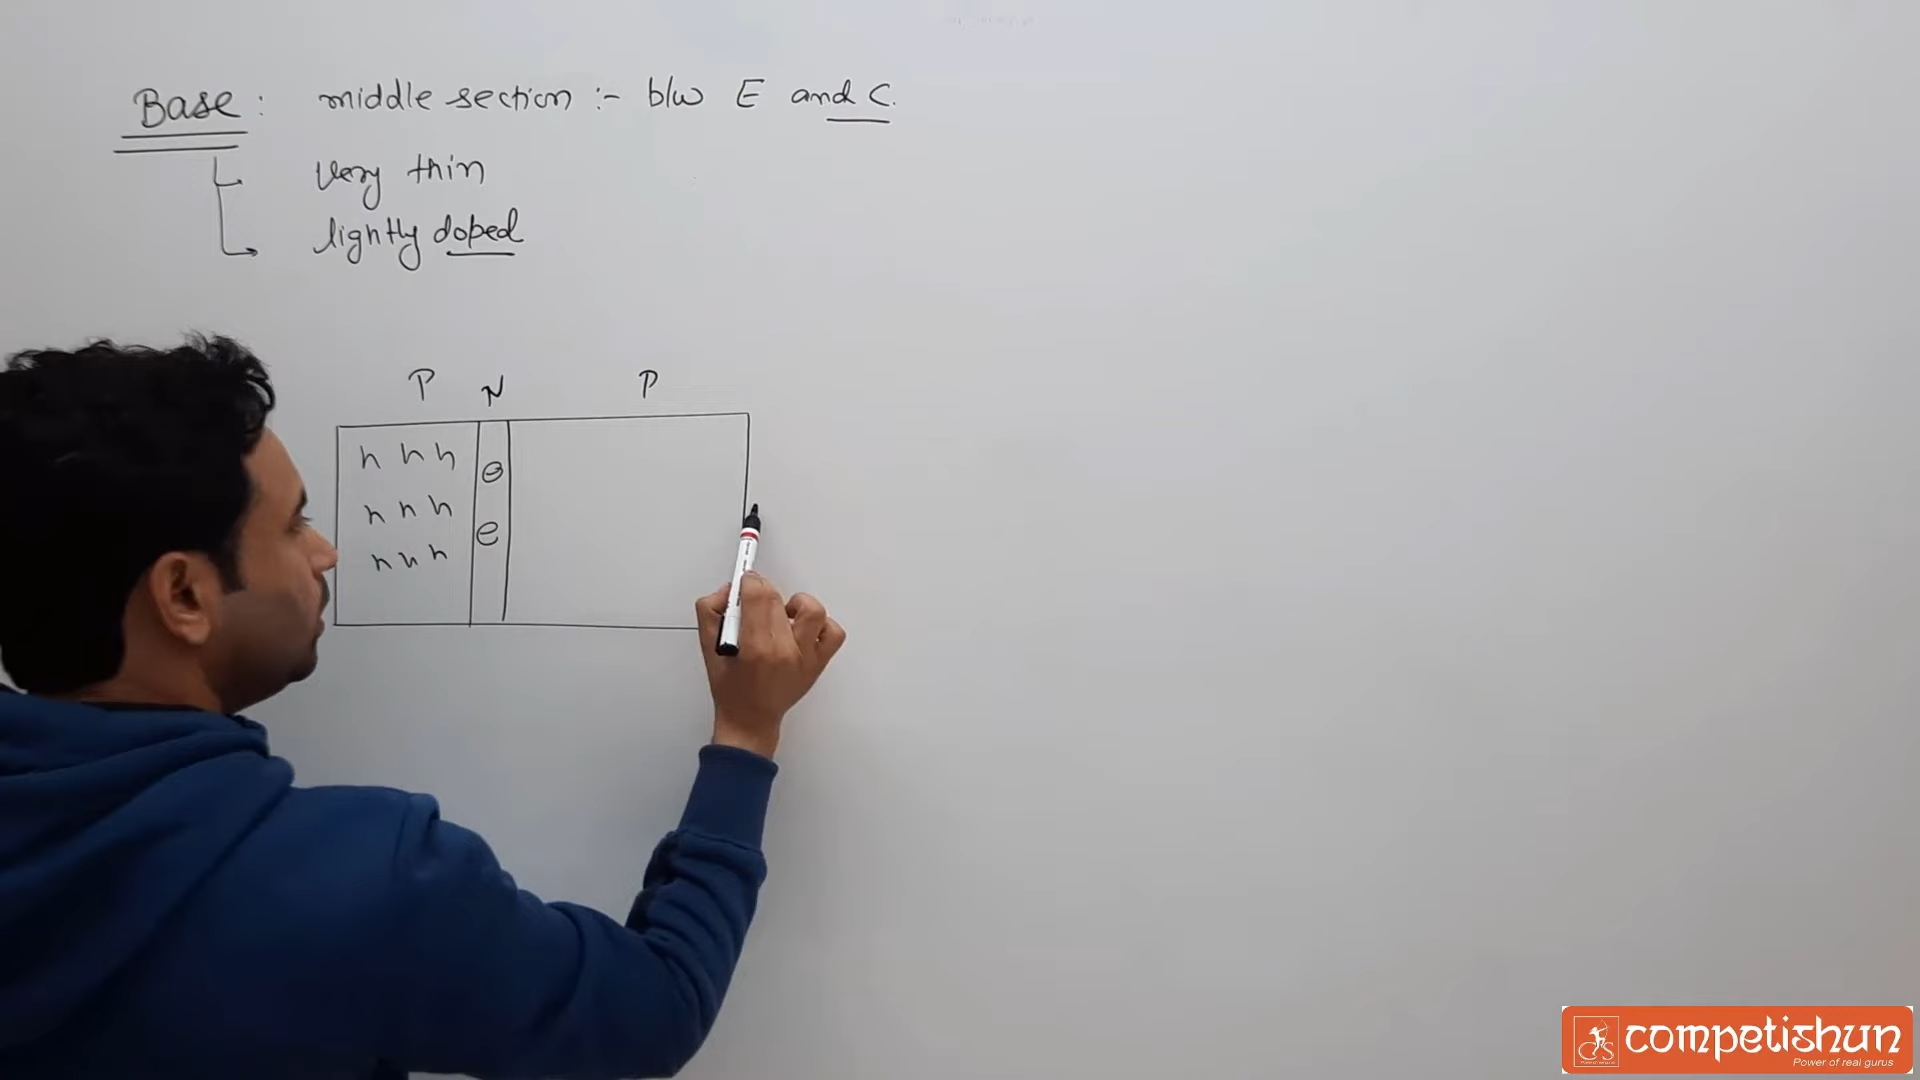 Base : middle section :- b/w E and C.
Very thin
lightly doped
P N P
h h h e
h h h e
h h h
competishun
Power of real gurus